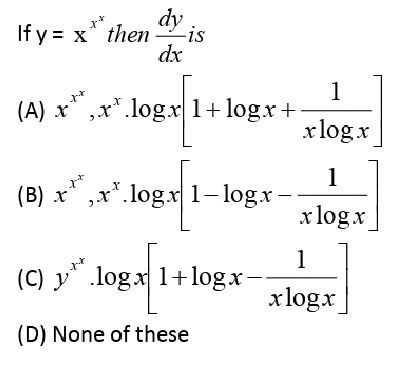 If y = x^{x^x} then dy/dx is
(A) x^{x^x} ,x^x .log x [1 + log x + 1/(x log x)]
(B) x^{x^x} ,x^x .log x [1 − log x − 1/(x log x)]
(C) y^{x^x} .log x [1 + log x − 1/(x log x)]
(D) None of these